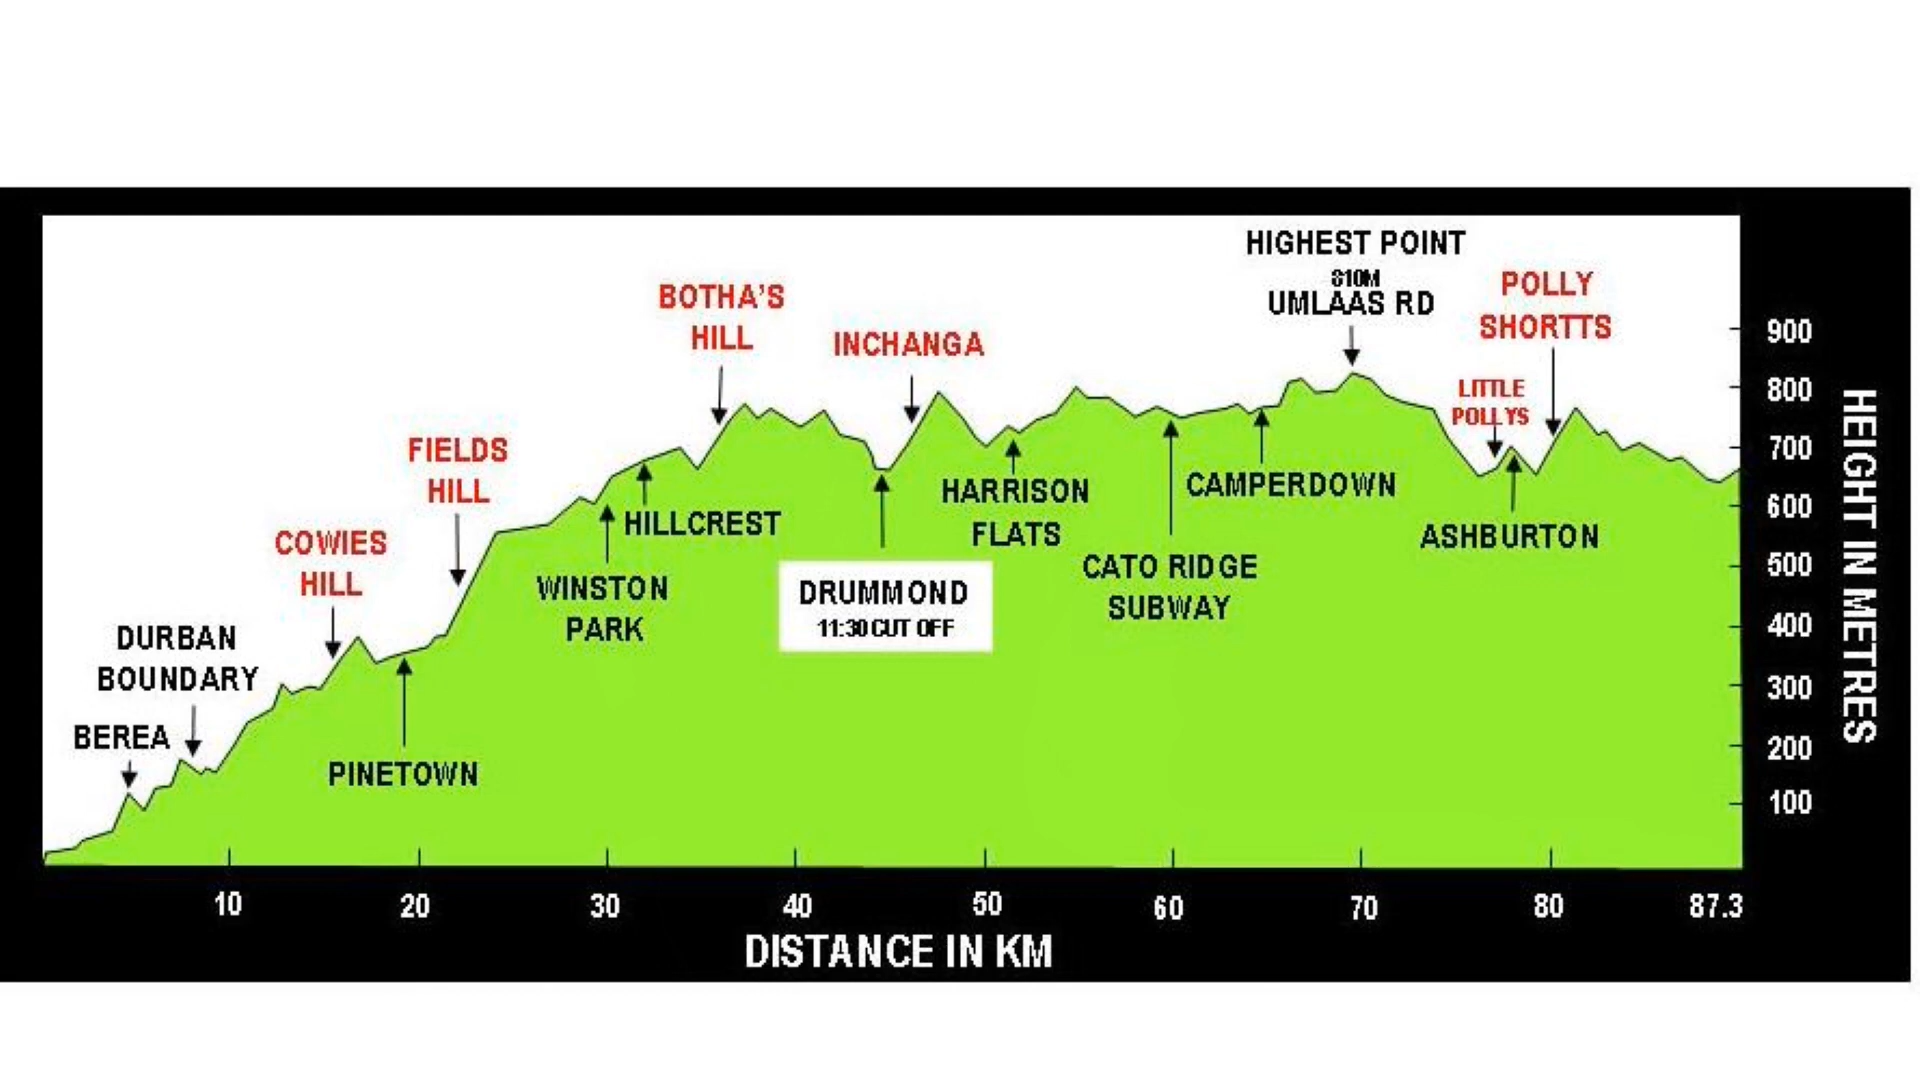 HIGHEST POINT
810M
UMLAAS RD
POLLY
SHORTTS
BOTHA'S
HILL
INCHANGA
LITTLE
POLLYS
FIELDS
HILL
COWIES
HILL
DURBAN
BOUNDARY
BEREA
PINETOWN
WINSTON
PARK
HILLCREST
DRUMMOND
11:30 CUT OFF
HARRISON
FLATS
CATO RIDGE
SUBWAY
CAMPERDOWN
ASHBURTON
900
800
700
600
500
400
300
200
100
HEIGHT IN METRES
10 20 30 40 50 60 70 80 87.3
DISTANCE IN KM